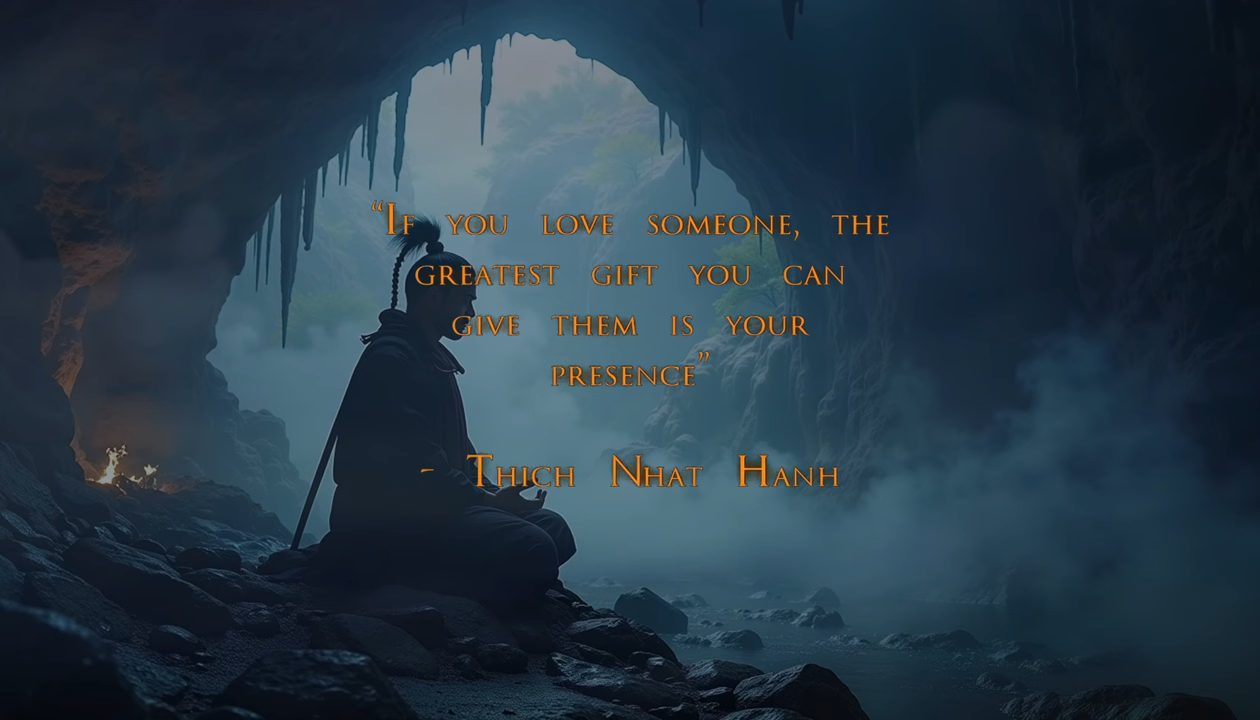 “If you love someone, the
greatest gift you can
give them is your
presence”
- Thich Nhat Hanh